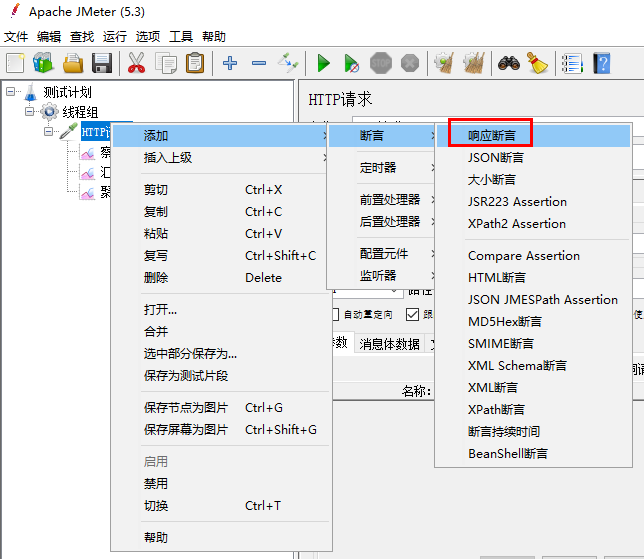 Apache JMeter (5.3)
文件 编辑 查找 运行 选项 工具 帮助
测试计划
线程组
HTTP请求
HTTP
察
汇
聚
添加
插入上级
剪切 Ctrl+X
复制 Ctrl+C
粘贴 Ctrl+V
复写 Ctrl+Shift+C
删除 Delete
打开...
合并
选中部分保存为...
保存为测试片段
保存节点为图片 Ctrl+G
保存屏幕为图片 Ctrl+Shift+G
启用
禁用
切换 Ctrl+T
帮助
断言
定时器
前置处理器
后置处理器
配置元件
监听器
响应断言
JSON断言
大小断言
JSR223 Assertion
XPath2 Assertion
Compare Assertion
HTML断言
JSON JMESPath Assertion
MD5Hex断言
SMIME断言
XML Schema断言
XML断言
XPath断言
断言持续时间
BeanShell断言
自动重定向 跟
使
数 消息体数据
名称: